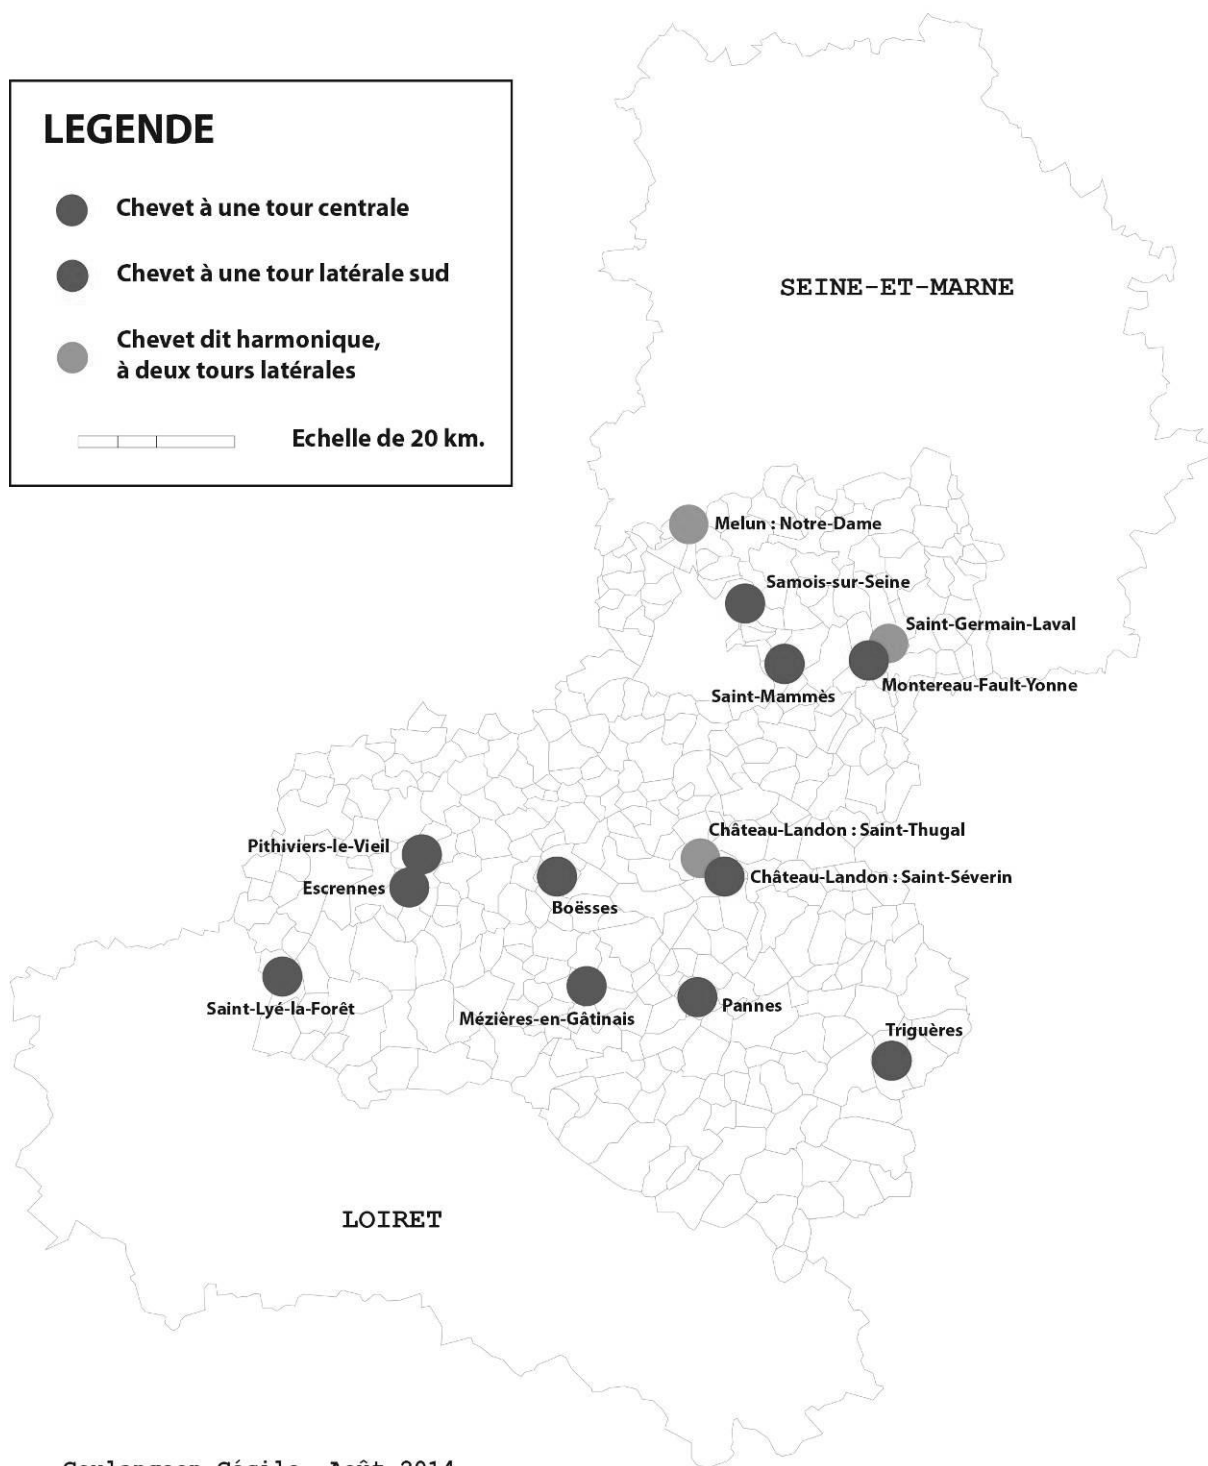 LEGENDE
Chevet à une tour centrale
Chevet à une tour latérale sud
Chevet dit harmonique,
à deux tours latérales
Echelle de 20 km.
SEINE-ET-MARNE
Melun : Notre-Dame
Samois-sur-Seine
Saint-Germain-Laval
Montereau-Fault-Yonne
Saint-Mammès
Château-Landon : Saint-Thugal
Pithiviers-le-Vieil
Château-Landon : Saint-Séverin
Escrennes
Boësses
Saint-Lyé-la-Forêt
Mézières-en-Gâtinais
Pannes
Triguères
LOIRET
Cécile, Août 2014